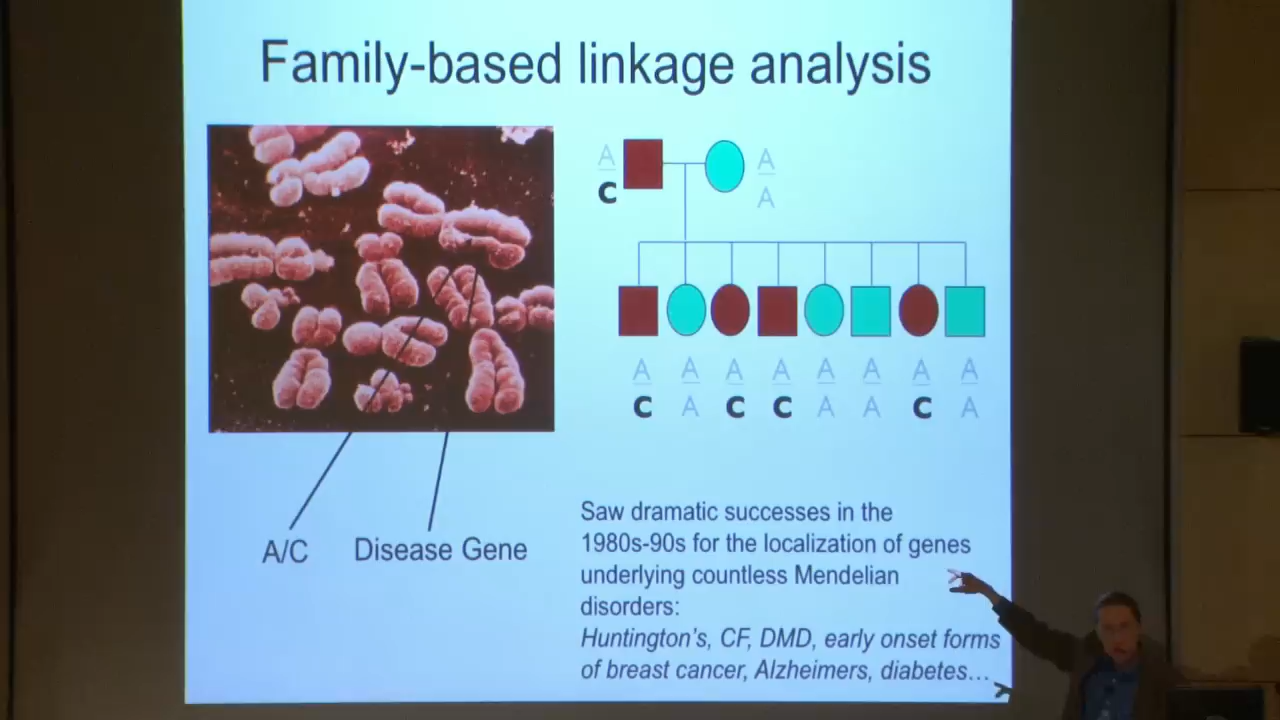 Family-based linkage analysis
A
C
A
A
A A A A A A A A
C A C C A A C A
A/C Disease Gene
Saw dramatic successes in the
1980s-90s for the localization of genes
underlying countless Mendelian
disorders:
Huntington's, CF, DMD, early onset forms
of breast cancer, Alzheimers, diabetes…